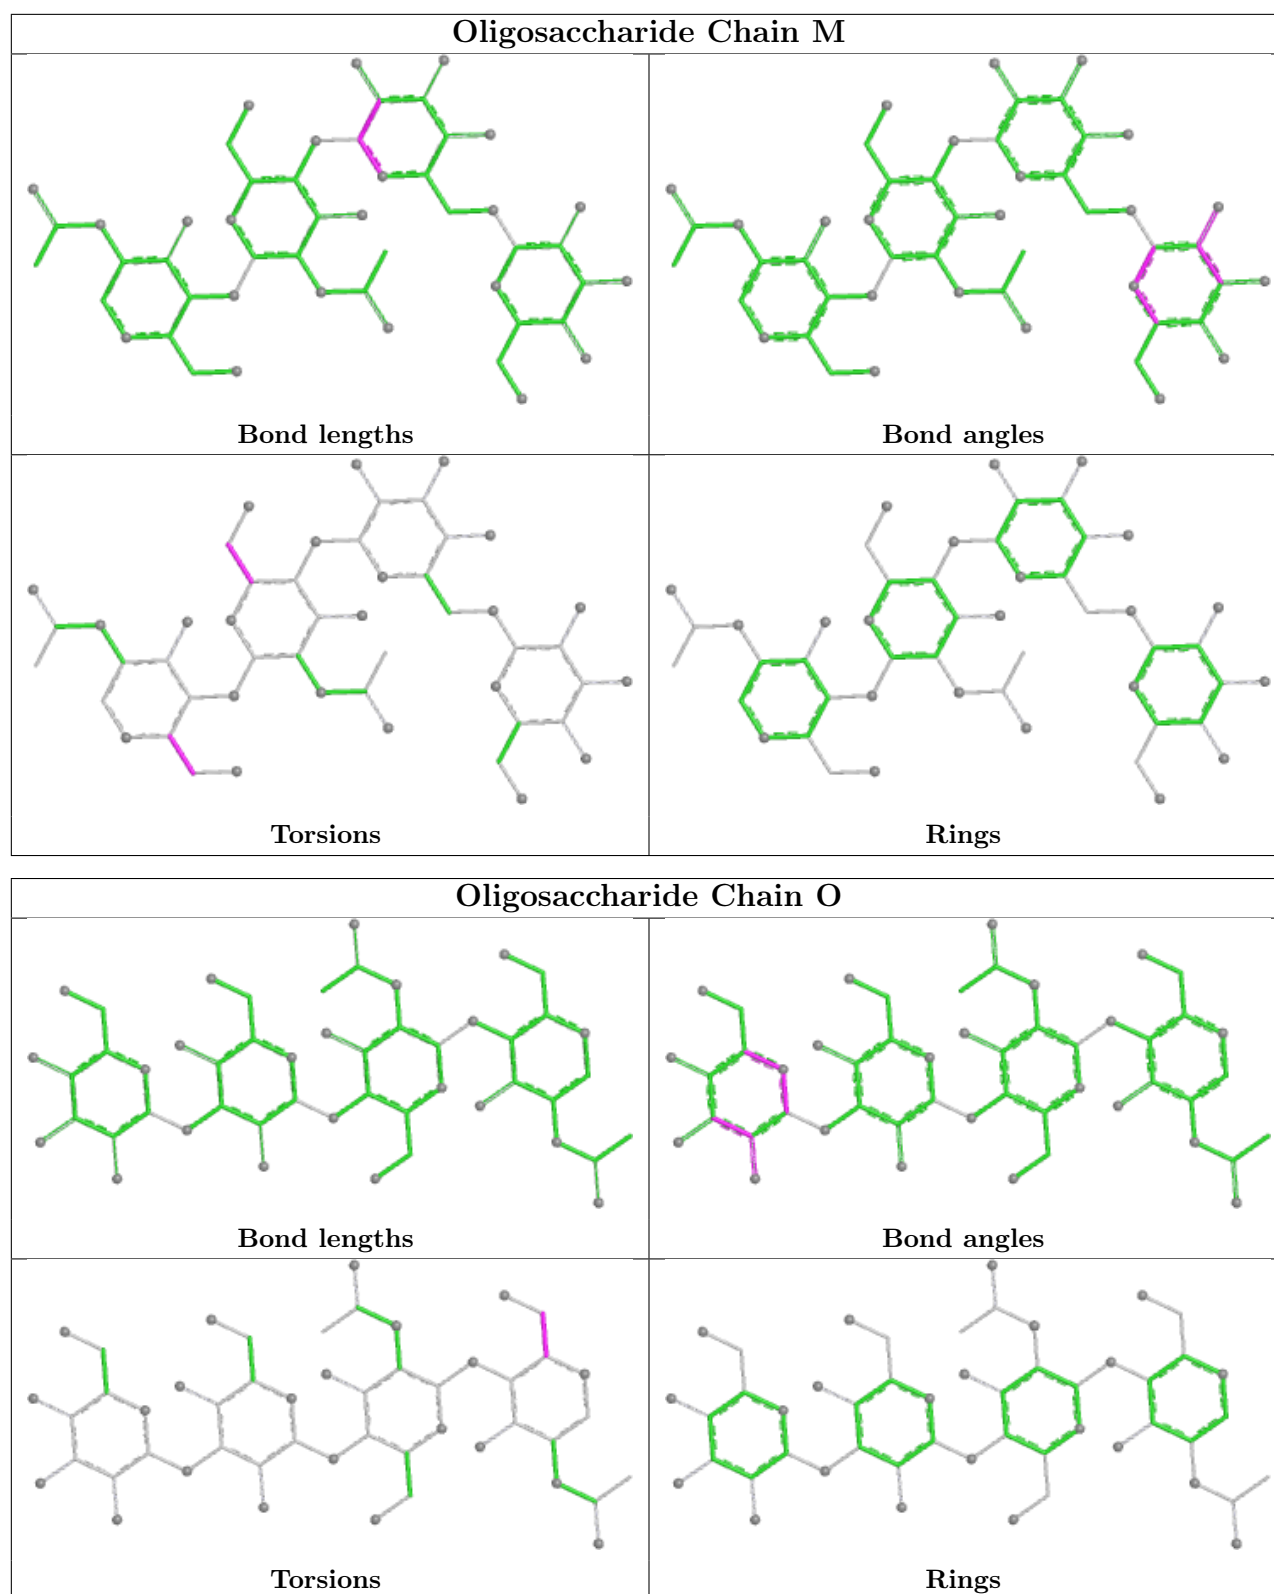 Oligosaccharide Chain M
Bond lengths
Bond angles
Torsions
Rings
Oligosaccharide Chain O
Bond lengths
Bond angles
Torsions
Rings